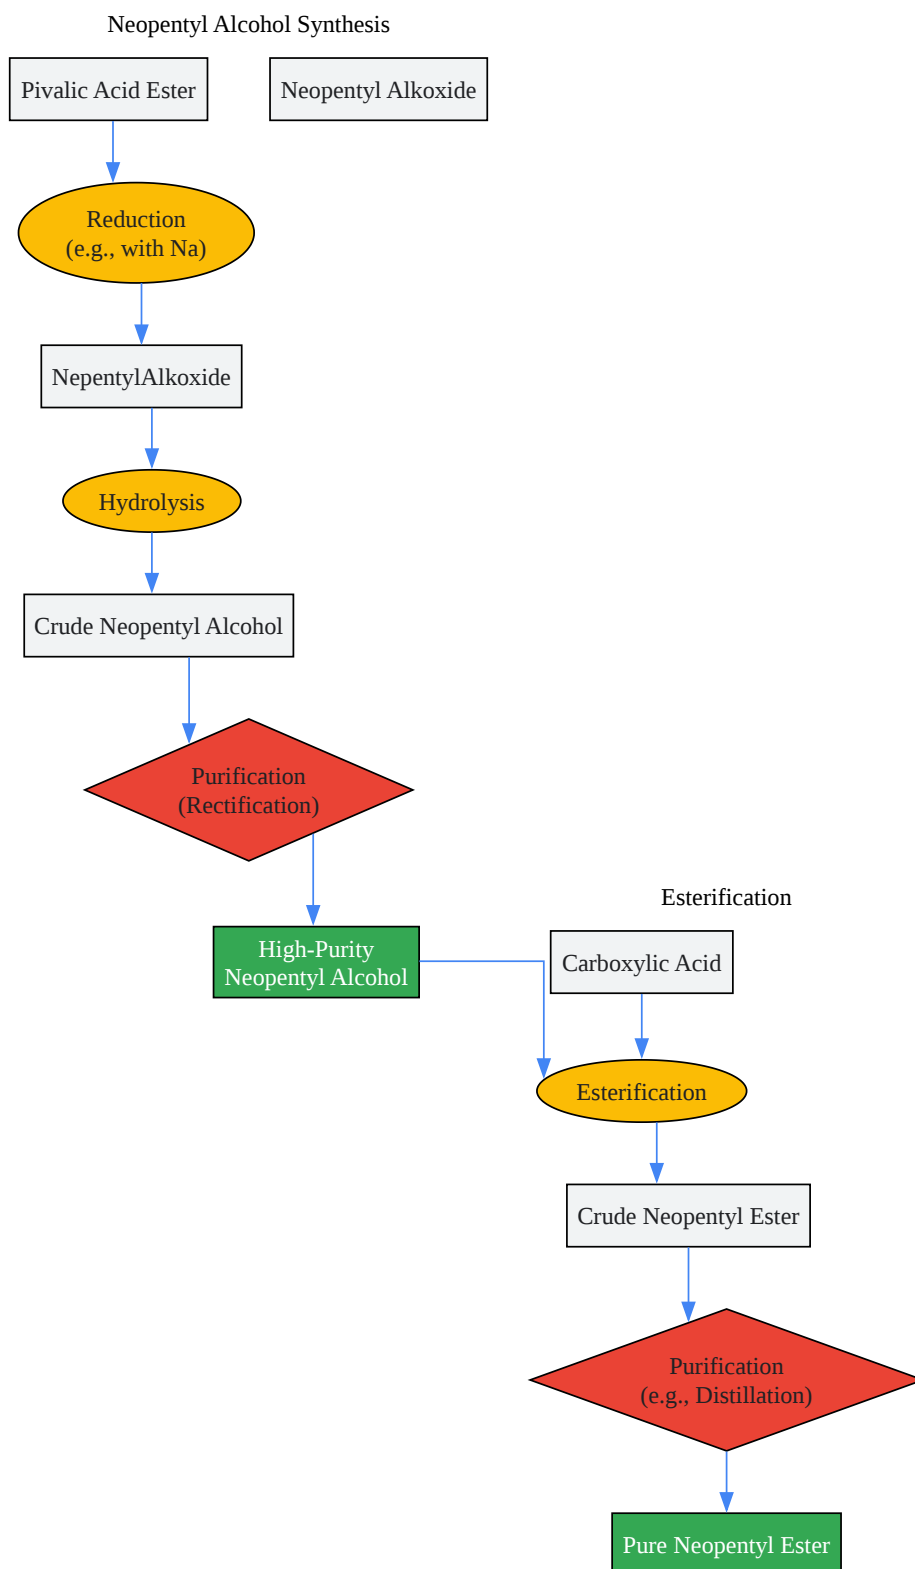 Neopentyl Alcohol Synthesis
Pivalic Acid Ester
Neopentyl Alkoxide
Reduction
(e.g., with Na)
NepentylAlkoxide
Hydrolysis
Crude Neopentyl Alcohol
Purification
(Rectification)
High-Purity
Neopentyl Alcohol
Esterification
Carboxylic Acid
Esterification
Crude Neopentyl Ester
Purification
(e.g., Distillation)
Pure Neopentyl Ester